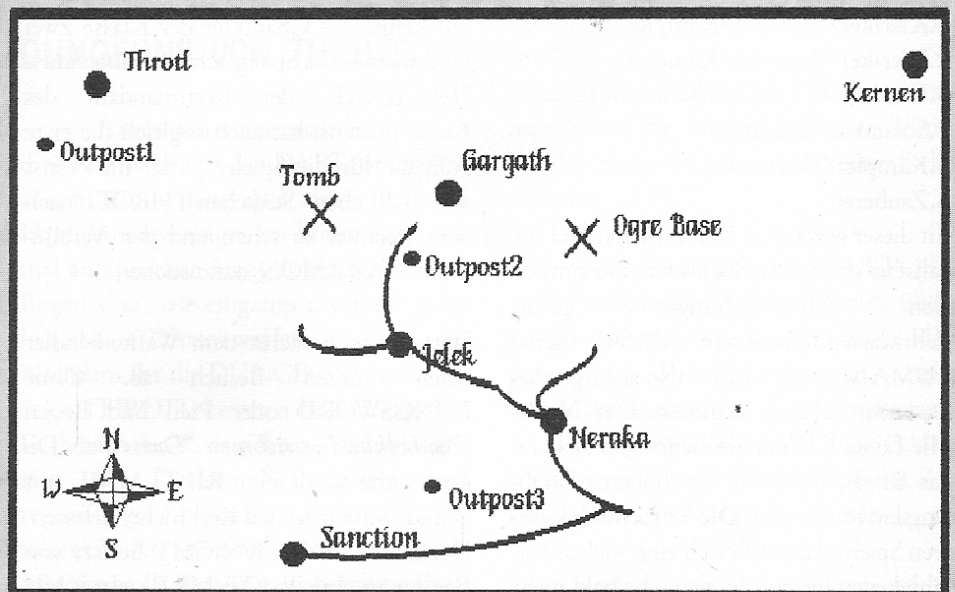 Throtl
Kernen
Outpost1
Gargath
Tomb
Ogre Base
Outpost2
Jelek
Neraka
N
W E
S
Outpost3
Sanction